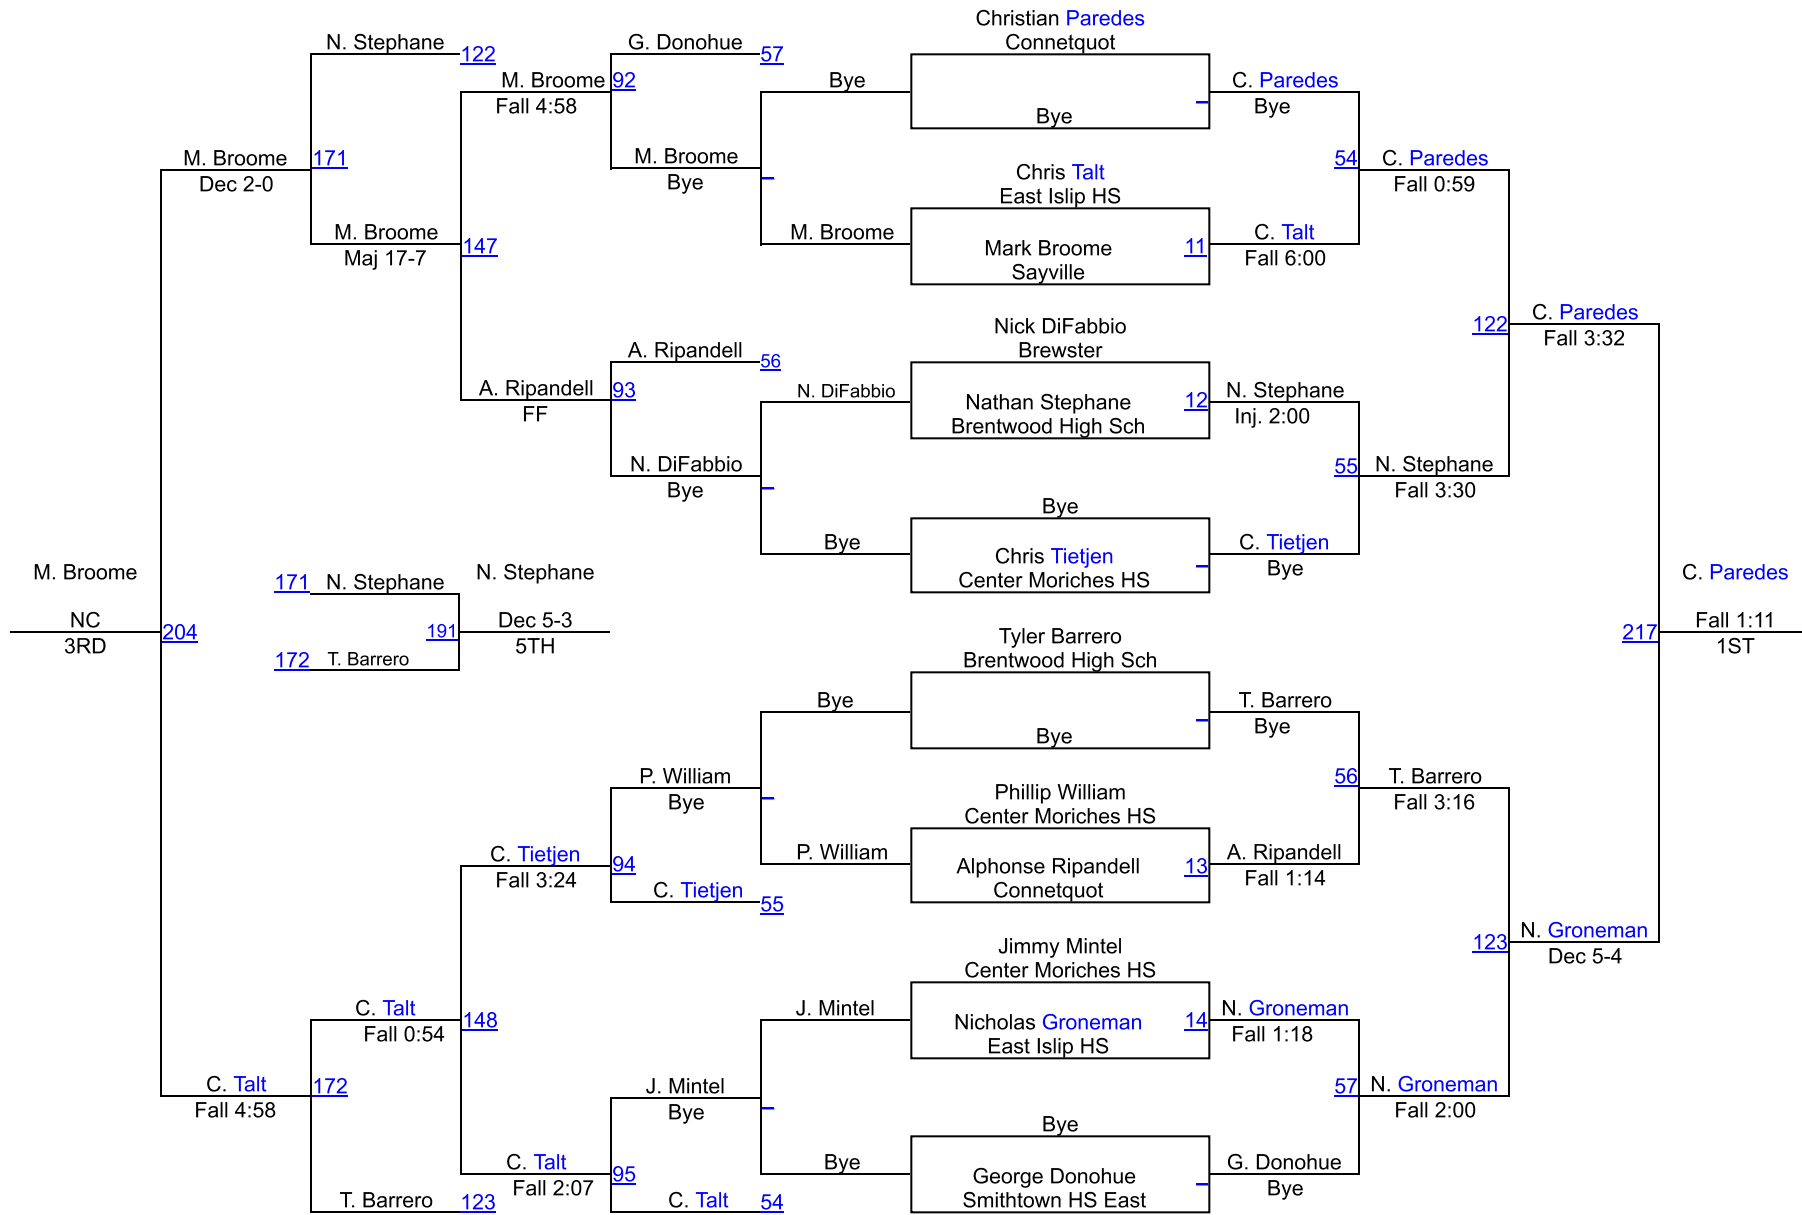 Christian Paredes
Connetquot
N. Stephane
122
G. Donohue
57
M. Broome
92
Fall 4:58
Bye
C. Paredes
Bye
Bye
M. Broome
Dec 2-0
171
M. Broome
Bye
Chris Talt
East Islip HS
54
C. Paredes
Fall 0:59
M. Broome
Maj 17-7
147
M. Broome
Mark Broome
Sayville
11
C. Talt
Fall 6:00
Nick DiFabbio
Brewster
122
C. Paredes
Fall 3:32
A. Ripandell
56
A. Ripandell
FF
93
N. DiFabbio
Nathan Stephane
Brentwood High Sch
12
N. Stephane
Inj. 2:00
N. DiFabbio
Bye
55
N. Stephane
Fall 3:30
Bye
Bye
Chris Tietjen
Center Moriches HS
C. Tietjen
Bye
M. Broome
NC
3RD
204
171
N. Stephane
N. Stephane
191
Dec 5-3
5TH
172
T. Barrero
C. Paredes
217
Fall 1:11
1ST
Tyler Barrero
Brentwood High Sch
Bye
Bye
T. Barrero
Bye
P. William
Bye
Phillip William
Center Moriches HS
56
T. Barrero
Fall 3:16
P. William
Alphonse Ripandell
Connetquot
13
A. Ripandell
Fall 1:14
C. Tietjen
Fall 3:24
94
C. Tietjen
55
Jimmy Mintel
Center Moriches HS
123
N. Groneman
Dec 5-4
C. Talt
Fall 0:54
148
J. Mintel
Nicholas Groneman
East Islip HS
14
N. Groneman
Fall 1:18
C. Talt
Fall 4:58
172
J. Mintel
Bye
57
N. Groneman
Fall 2:00
Bye
C. Talt
Fall 2:07
95
Bye
George Donohue
Smithtown HS East
G. Donohue
Bye
T. Barrero
123
C. Talt
54